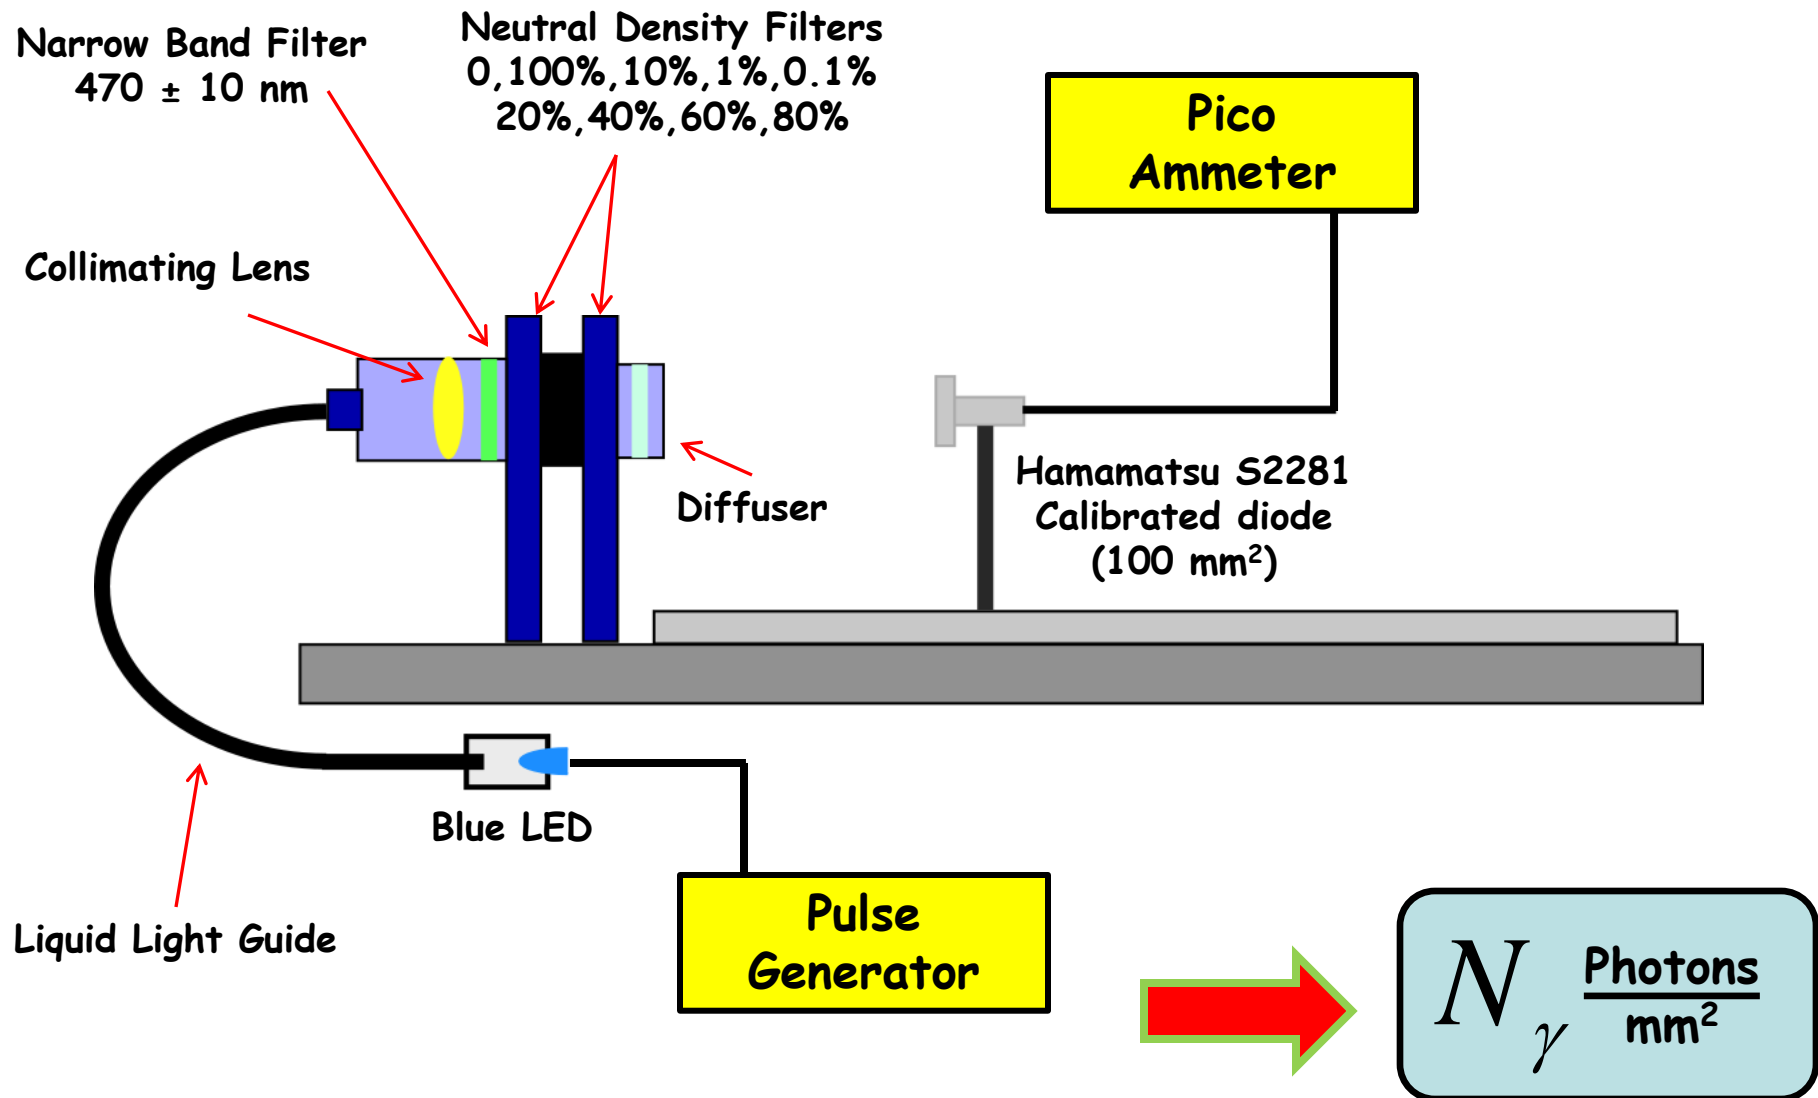 Narrow Band Filter
470 ± 10 nm
Neutral Density Filters
0,100%,10%,1%,0.1%
20%,40%,60%,80%
Pico
Ammeter
Collimating Lens
Diffuser
Hamamatsu S2281
Calibrated diode
(100 mm²)
Blue LED
Liquid Light Guide
Pulse
Generator
Nγ Photons
mm²